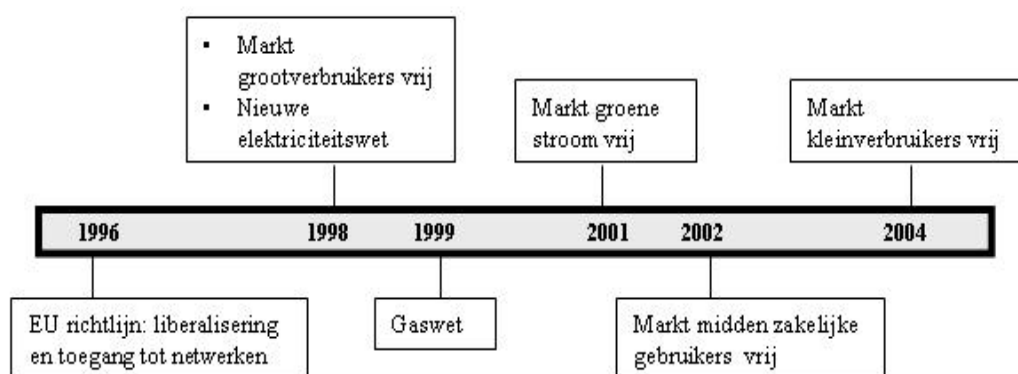 ▪ Markt
grootverbruikers vrij
▪ Nieuwe
elektriciteitswet
Markt groene
stroom vrij
Markt
kleinverbruikers vrij
1996 1998 1999 2001 2002 2004
EU richtlijn: liberalisering
en toegang tot netwerken
Gaswet
Markt midden zakelijke
gebruikers vrij